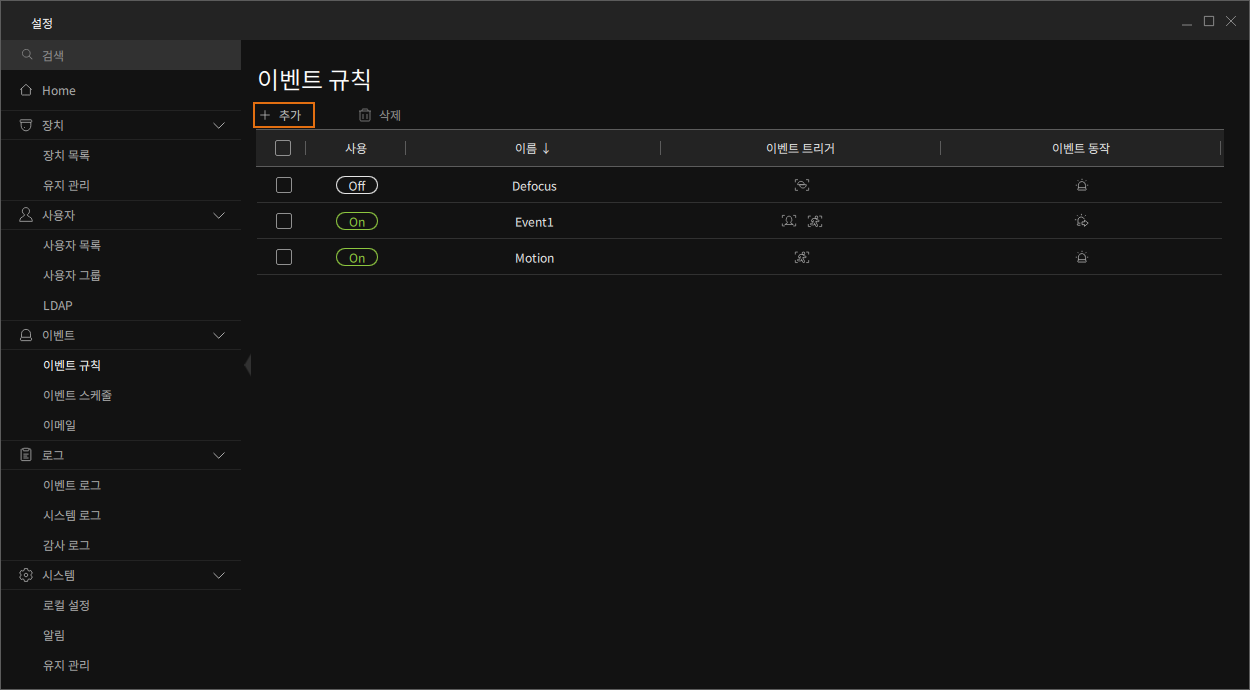 설정
검색
Home
장치
장치 목록
유지 관리
사용자
사용자 목록
사용자 그룹
LDAP
이벤트
이벤트 규칙
이벤트 스케줄
이메일
로그
이벤트 로그
시스템 로그
감사 로그
시스템
로컬 설정
알림
유지 관리
이벤트 규칙
+ 추가 삭제
사용 이름 ↓ 이벤트 트리거 이벤트 동작
Off Defocus
On Event1
On Motion